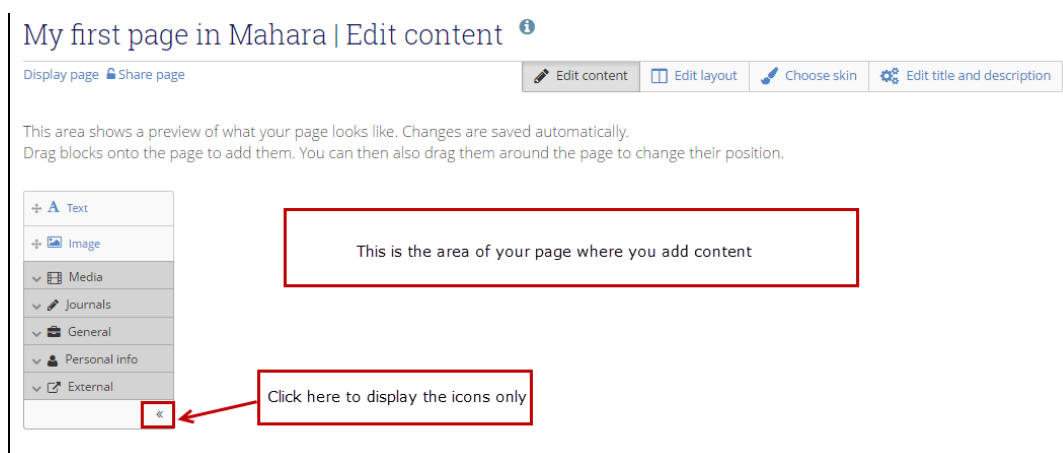 My first page in Mahara | Edit content
Display page Share page
Edit content Edit layout Choose skin Edit title and description
This area shows a preview of what your page looks like. Changes are saved automatically.
Drag blocks onto the page to add them. You can then also drag them around the page to change their position.
A Text
Image
Media
Journals
General
Personal info
External
«
This is the area of your page where you add content
Click here to display the icons only